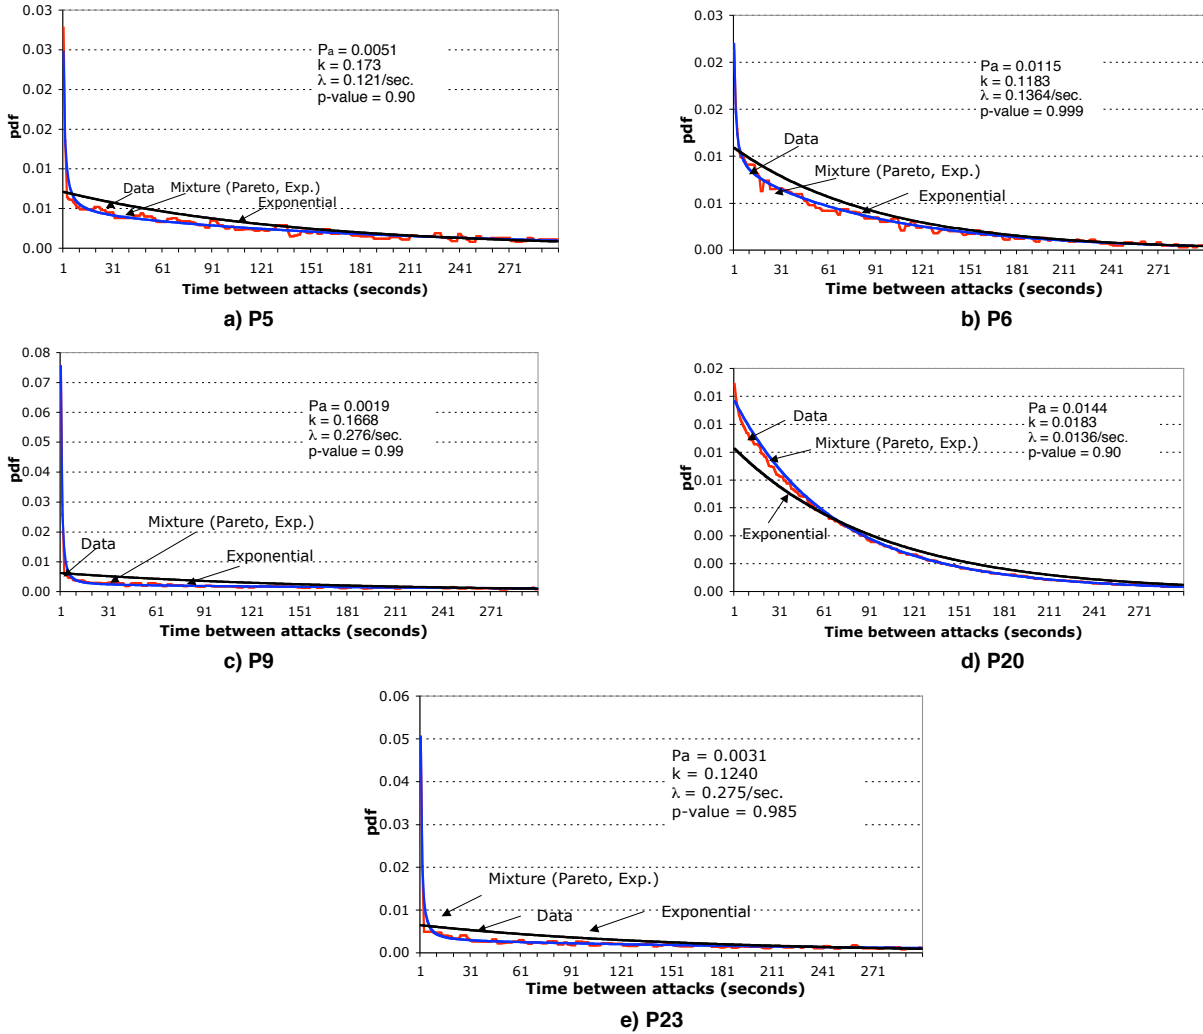 pdf
0.03
0.03
0.02
0.02
0.01
0.01
0.00
Pa = 0.0051
k = 0.173
λ = 0.121/sec.
p-value = 0.90
Data
Mixture (Pareto, Exp.)
Exponential
1 31 61 91 121 151 181 211 241 271
Time between attacks (seconds)
a) P5
pdf
0.03
0.02
0.02
0.01
0.01
0.00
Pa = 0.0115
k = 0.1183
λ = 0.1364/sec.
p-value = 0.999
Data
Mixture (Pareto, Exp.)
Exponential
1 31 61 91 121 151 181 211 241 271
Time between attacks (seconds)
b) P6
pdf
0.08
0.07
0.06
0.05
0.04
0.03
0.02
0.01
0.00
Pa = 0.0019
k = 0.1668
λ = 0.276/sec.
p-value = 0.99
Mixture (Pareto, Exp.)
Data
Exponential
1 31 61 91 121 151 181 211 241 271
Time between attacks (seconds)
c) P9
pdf
0.02
0.01
0.01
0.01
0.01
0.01
0.00
0.00
0.00
Pa = 0.0144
k = 0.0183
λ = 0.0136/sec.
p-value = 0.90
Data
Mixture (Pareto, Exp.)
Exponential
1 31 61 91 121 151 181 211 241 271
Time between attacks (seconds)
d) P20
pdf
0.06
0.05
0.04
0.03
0.02
0.01
0.00
Pa = 0.0031
k = 0.1240
λ = 0.275/sec.
p-value = 0.985
Mixture (Pareto, Exp.)
Data
Exponential
1 31 61 91 121 151 181 211 241 271
Time between attacks (seconds)
e) P23